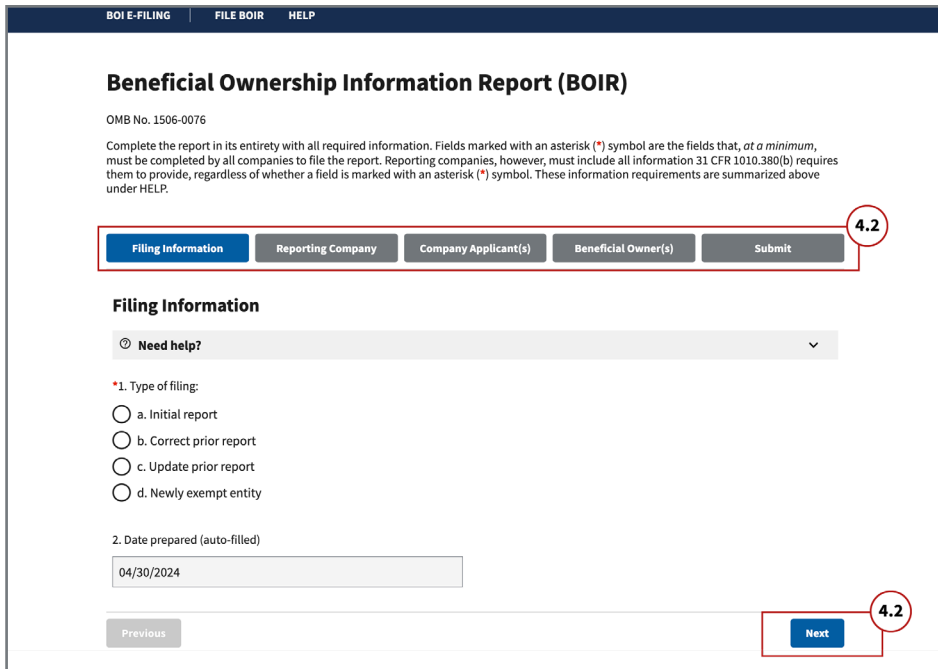 BOI E-FILING FILE BOIR HELP
Beneficial Ownership Information Report (BOIR)
OMB No. 1506-0076
Complete the report in its entirety with all required information. Fields marked with an asterisk (*) symbol are the fields that, at a minimum,
must be completed by all companies to file the report. Reporting companies, however, must include all information 31 CFR 1010.380(b) requires
them to provide, regardless of whether a field is marked with an asterisk (*) symbol. These information requirements are summarized above
under HELP.
4.2
Filing Information Reporting Company Company Applicant(s) Beneficial Owner(s) Submit
Filing Information
Need help?
*1. Type of filing:
a. Initial report
b. Correct prior report
c. Update prior report
d. Newly exempt entity
2. Date prepared (auto-filled)
04/30/2024
4.2
Previous Next